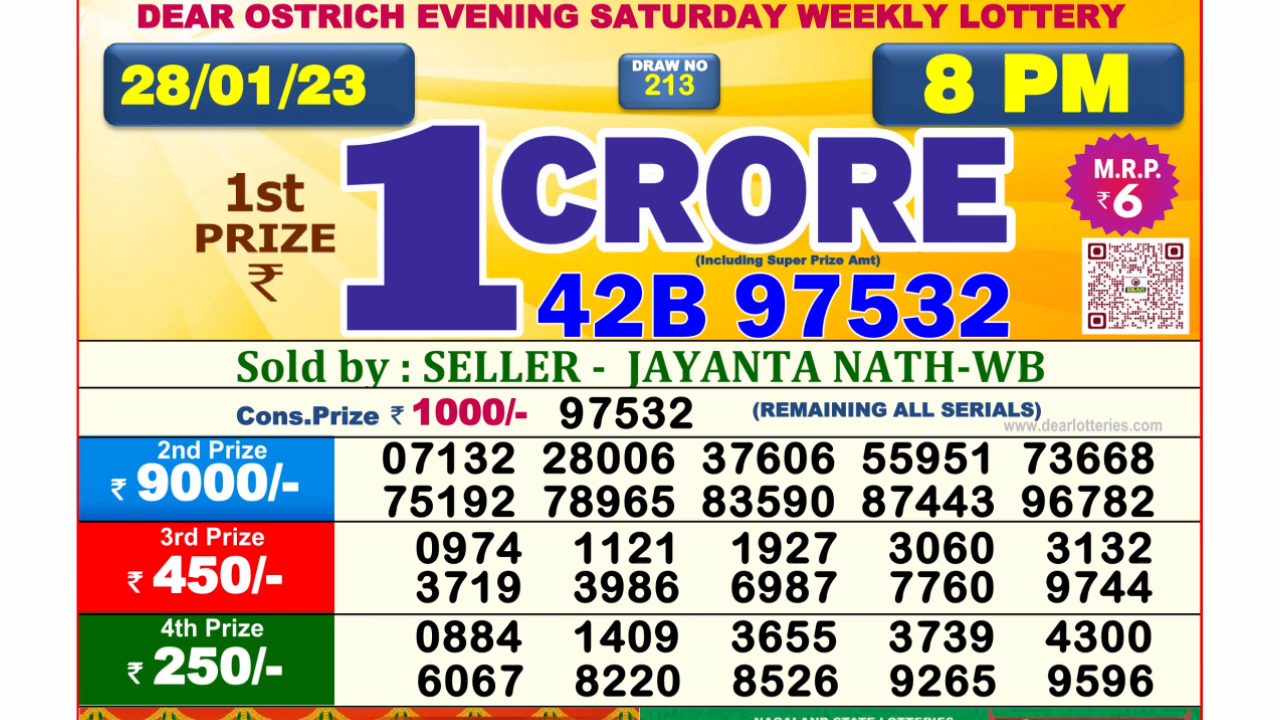 DEAR OSTRICH EVENING SATURDAY WEEKLY LOTTERY
28/01/23
DRAW NO
213
8 PM
1st
PRIZE
₹
1 CRORE
(Including Super Prize Amt)
42B 97532
M.R.P.
₹6
Sold by : SELLER - JAYANTA NATH-WB
Cons.Prize ₹ 1000/- 97532 (REMAINING ALL SERIALS)
www.dearlotteries.com
2nd Prize
₹ 9000/-
07132 28006 37606 55951 73668
75192 78965 83590 87443 96782
3rd Prize
₹ 450/-
0974 1121 1927 3060 3132
3719 3986 6987 7760 9744
4th Prize
₹ 250/-
0884 1409 3655 3739 4300
6067 8220 8526 9265 9596
NAGALAND STATE LOTTERIES